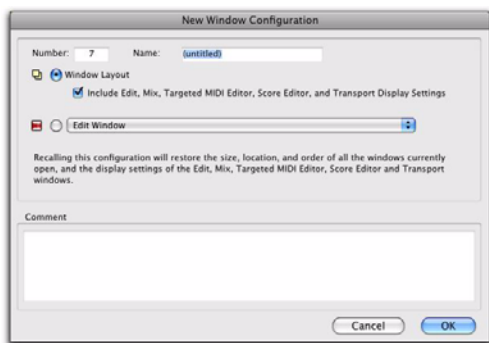 New Window Configuration
Number: 7 Name: (untitled)
Window Layout
Include Edit, Mix, Targeted MIDI Editor, Score Editor, and Transport Display Settings
Edit Window
Recalling this configuration will restore the size, location, and order of all the windows currently
open, and the display settings of the Edit, Mix, Targeted MIDI Editor, Score Editor and Transport
windows.
Comment
Cancel OK